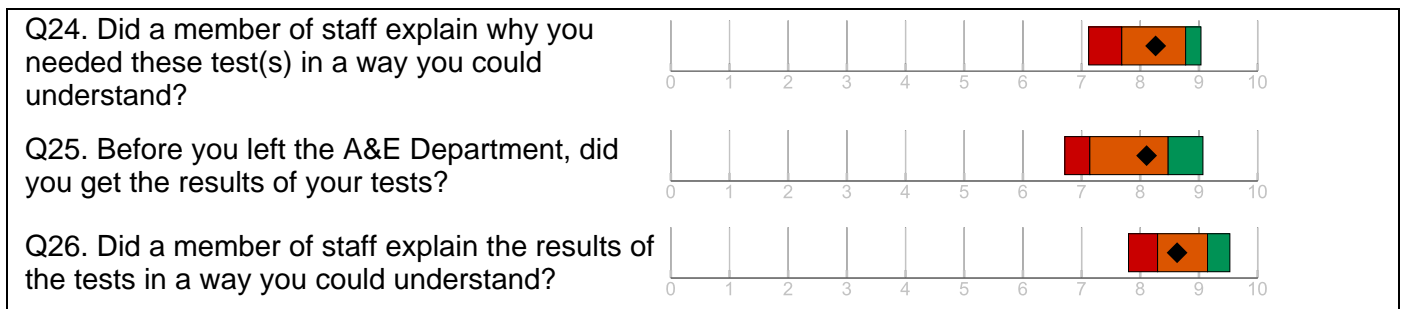 Q24. Did a member of staff explain why you
needed these test(s) in a way you could
understand?
0 1 2 3 4 5 6 7 8 9 10
Q25. Before you left the A&E Department, did
you get the results of your tests?
0 1 2 3 4 5 6 7 8 9 10
Q26. Did a member of staff explain the results of
the tests in a way you could understand?
0 1 2 3 4 5 6 7 8 9 10